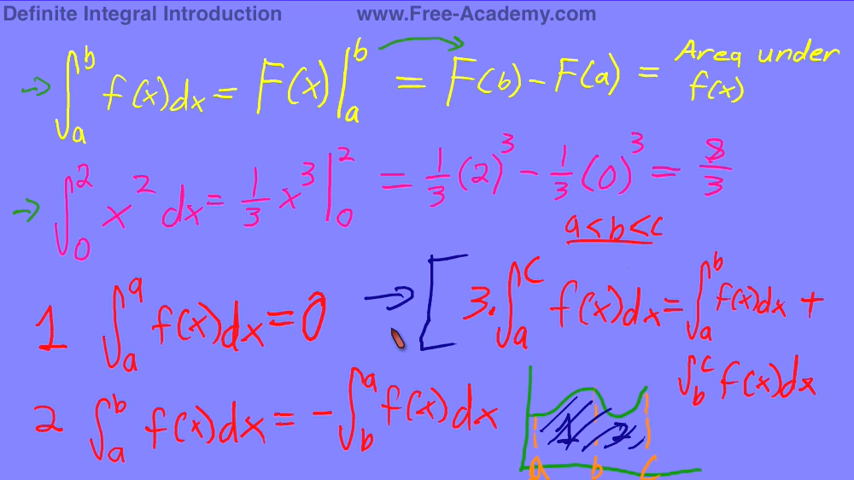 Definite Integral Introduction www.Free-Academy.com
∫_a^b f(x)dx = F(x)|_a^b = F(b) - F(a) = Area under f(x)
∫_0^2 x^2 dx = 1/3 x^3|_0^2 = 1/3 (2)^3 - 1/3 (0)^3 = 8/3
a<b<c
1 ∫_a^a f(x)dx = 0
3. ∫_a^c f(x)dx = ∫_a^b f(x)dx +
∫_b^c f(x)dx
2 ∫_a^b f(x)dx = - ∫_b^a f(x)dx
1 2
a b c